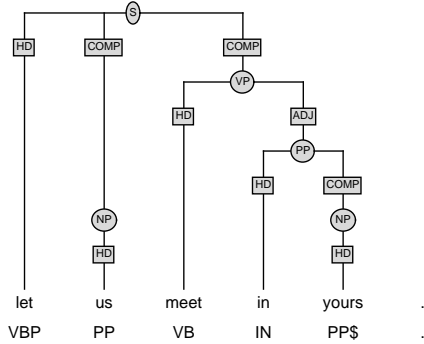 S
HD COMP COMP
VP
HD ADJ
PP
HD COMP
NP NP
HD HD
let us meet in yours .
VBP PP VB IN PP$ .